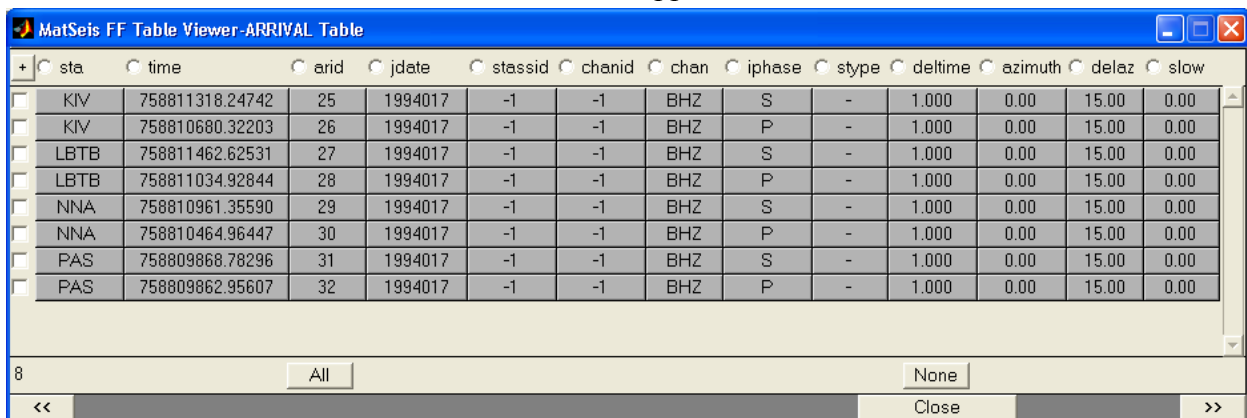 MatSeis FF Table Viewer-ARRIVAL Table
+ sta time arid jdate stassid chanid chan iphase stype deltime azimuth delaz slow
KIV 758811318.24742 25 1994017 -1 -1 BHZ S - 1.000 0.00 15.00 0.00
KIV 758810680.32203 26 1994017 -1 -1 BHZ P - 1.000 0.00 15.00 0.00
LBTB 758811462.62531 27 1994017 -1 -1 BHZ S - 1.000 0.00 15.00 0.00
LBTB 758811034.92844 28 1994017 -1 -1 BHZ P - 1.000 0.00 15.00 0.00
NNA 758810961.35590 29 1994017 -1 -1 BHZ S - 1.000 0.00 15.00 0.00
NNA 758810464.96447 30 1994017 -1 -1 BHZ P - 1.000 0.00 15.00 0.00
PAS 758809868.78296 31 1994017 -1 -1 BHZ S - 1.000 0.00 15.00 0.00
PAS 758809862.95607 32 1994017 -1 -1 BHZ P - 1.000 0.00 15.00 0.00
8 All None
<< Close >>